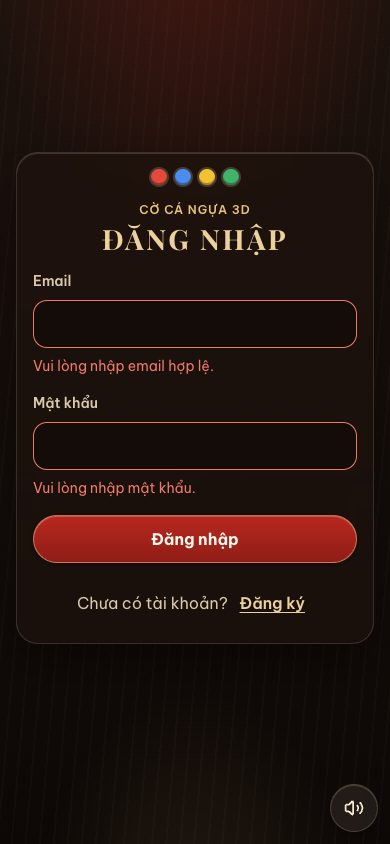 CỜ CÁ NGỰA 3D
ĐĂNG NHẬP
Email
Vui lòng nhập email hợp lệ.
Mật khẩu
Vui lòng nhập mật khẩu.
Đăng nhập
Chưa có tài khoản? Đăng ký